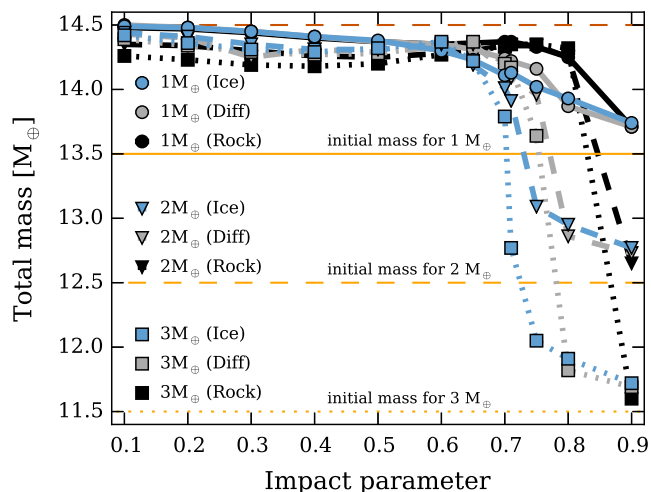 14.5
14.0
13.5
13.0
12.5
12.0
11.5
Total mass [M⊕]
1M⊕ (Ice)
1M⊕ (Diff)
1M⊕ (Rock)
initial mass for 1 M⊕
2M⊕ (Ice)
2M⊕ (Diff)
2M⊕ (Rock)
initial mass for 2 M⊕
3M⊕ (Ice)
3M⊕ (Diff)
3M⊕ (Rock)
initial mass for 3 M⊕
0.1 0.2 0.3 0.4 0.5 0.6 0.7 0.8 0.9
Impact parameter